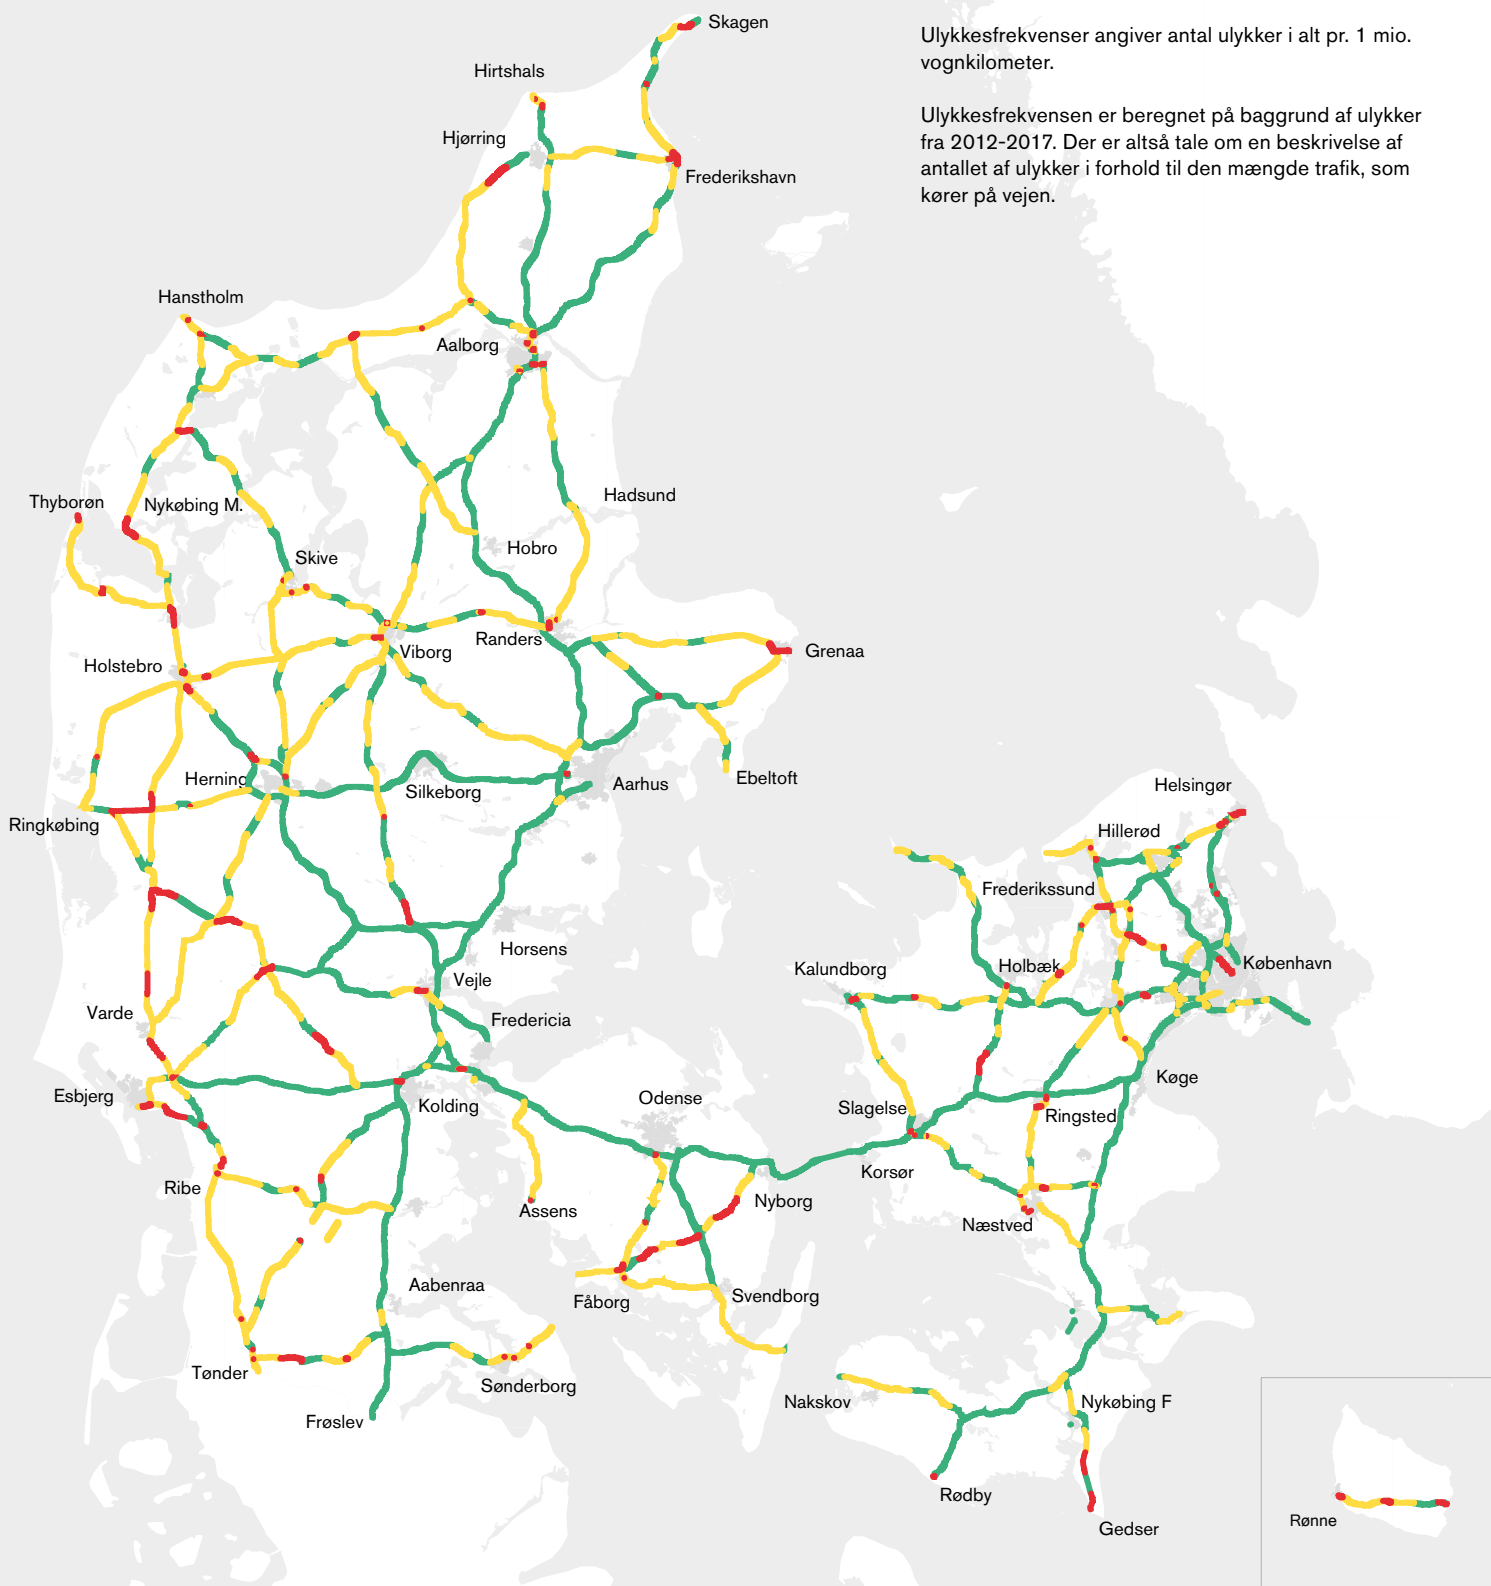 Skagen
Ulykkesfrekvenser angiver antal ulykker i alt pr. 1 mio.
vognkilometer.
Hirtshals
Ulykkesfrekvensen er beregnet på baggrund af ulykker
fra 2012-2017. Der er altså tale om en beskrivelse af
antallet af ulykker i forhold til den mængde trafik, som
kører på vejen.
Hjørring
Frederikshavn
Hanstholm
Aalborg
Thyborøn
Nykøbing M.
Hadsund
Hobro
Skive
Randers
Viborg
Grenaa
Holstebro
Herning
Silkeborg
Aarhus
Ebeltoft
Helsingør
Ringkøbing
Hillerød
Frederikssund
Horsens
Holbæk
København
Kalundborg
Vejle
Varde
Fredericia
Esbjerg
Kolding
Odense
Køge
Slagelse
Ringsted
Korsør
Ribe
Assens
Nyborg
Næstved
Aabenraa
Fåborg
Svendborg
Tønder
Sønderborg
Frøslev
Nakskov
Nykøbing F
Rødby
Gedser
Rønne